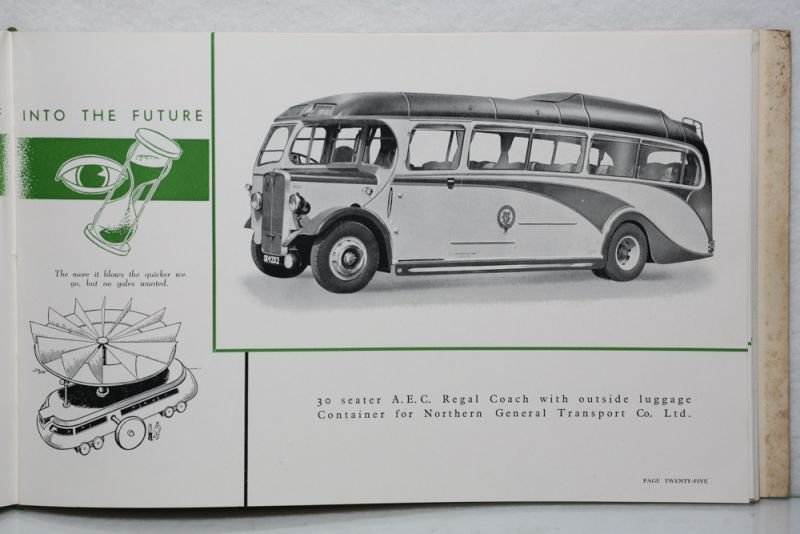 INTO THE FUTURE
The more it blows the quicker we
go, but no gales wanted.
30 seater A.E.C. Regal Coach with outside luggage
Container for Northern General Transport Co. Ltd.
PAGE TWENTY-FIVE